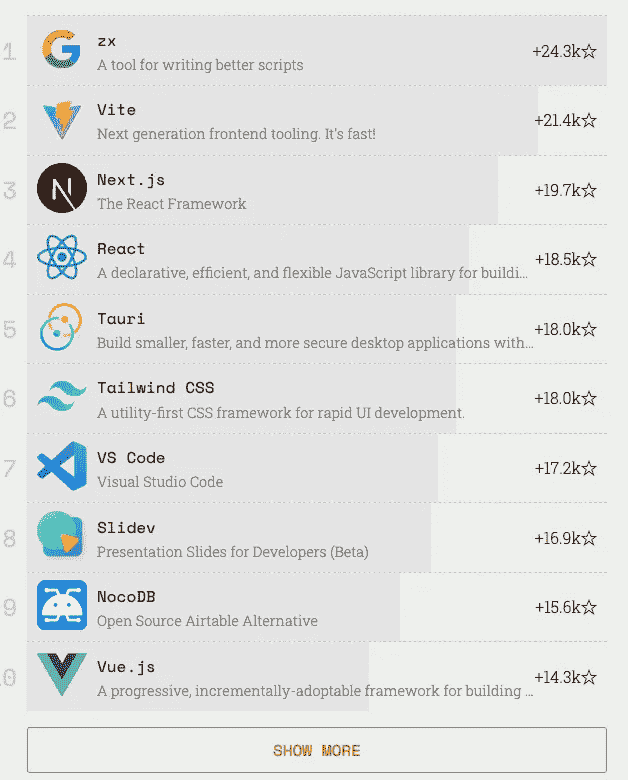 1
zx
+24.3k☆
A tool for writing better scripts
2
Vite
+21.4k☆
Next generation frontend tooling. It's fast!
3
Next.js
+19.7k☆
The React Framework
4
React
+18.5k☆
A declarative, efficient, and flexible JavaScript library for buildi...
5
Tauri
+18.0k☆
Build smaller, faster, and more secure desktop applications with...
6
Tailwind CSS
+18.0k☆
A utility-first CSS framework for rapid UI development.
7
VS Code
+17.2k☆
Visual Studio Code
8
Slidev
+16.9k☆
Presentation Slides for Developers (Beta)
9
NocoDB
+15.6k☆
Open Source Airtable Alternative
0
Vue.js
+14.3k☆
A progressive, incrementally-adoptable framework for building ...
SHOW MORE